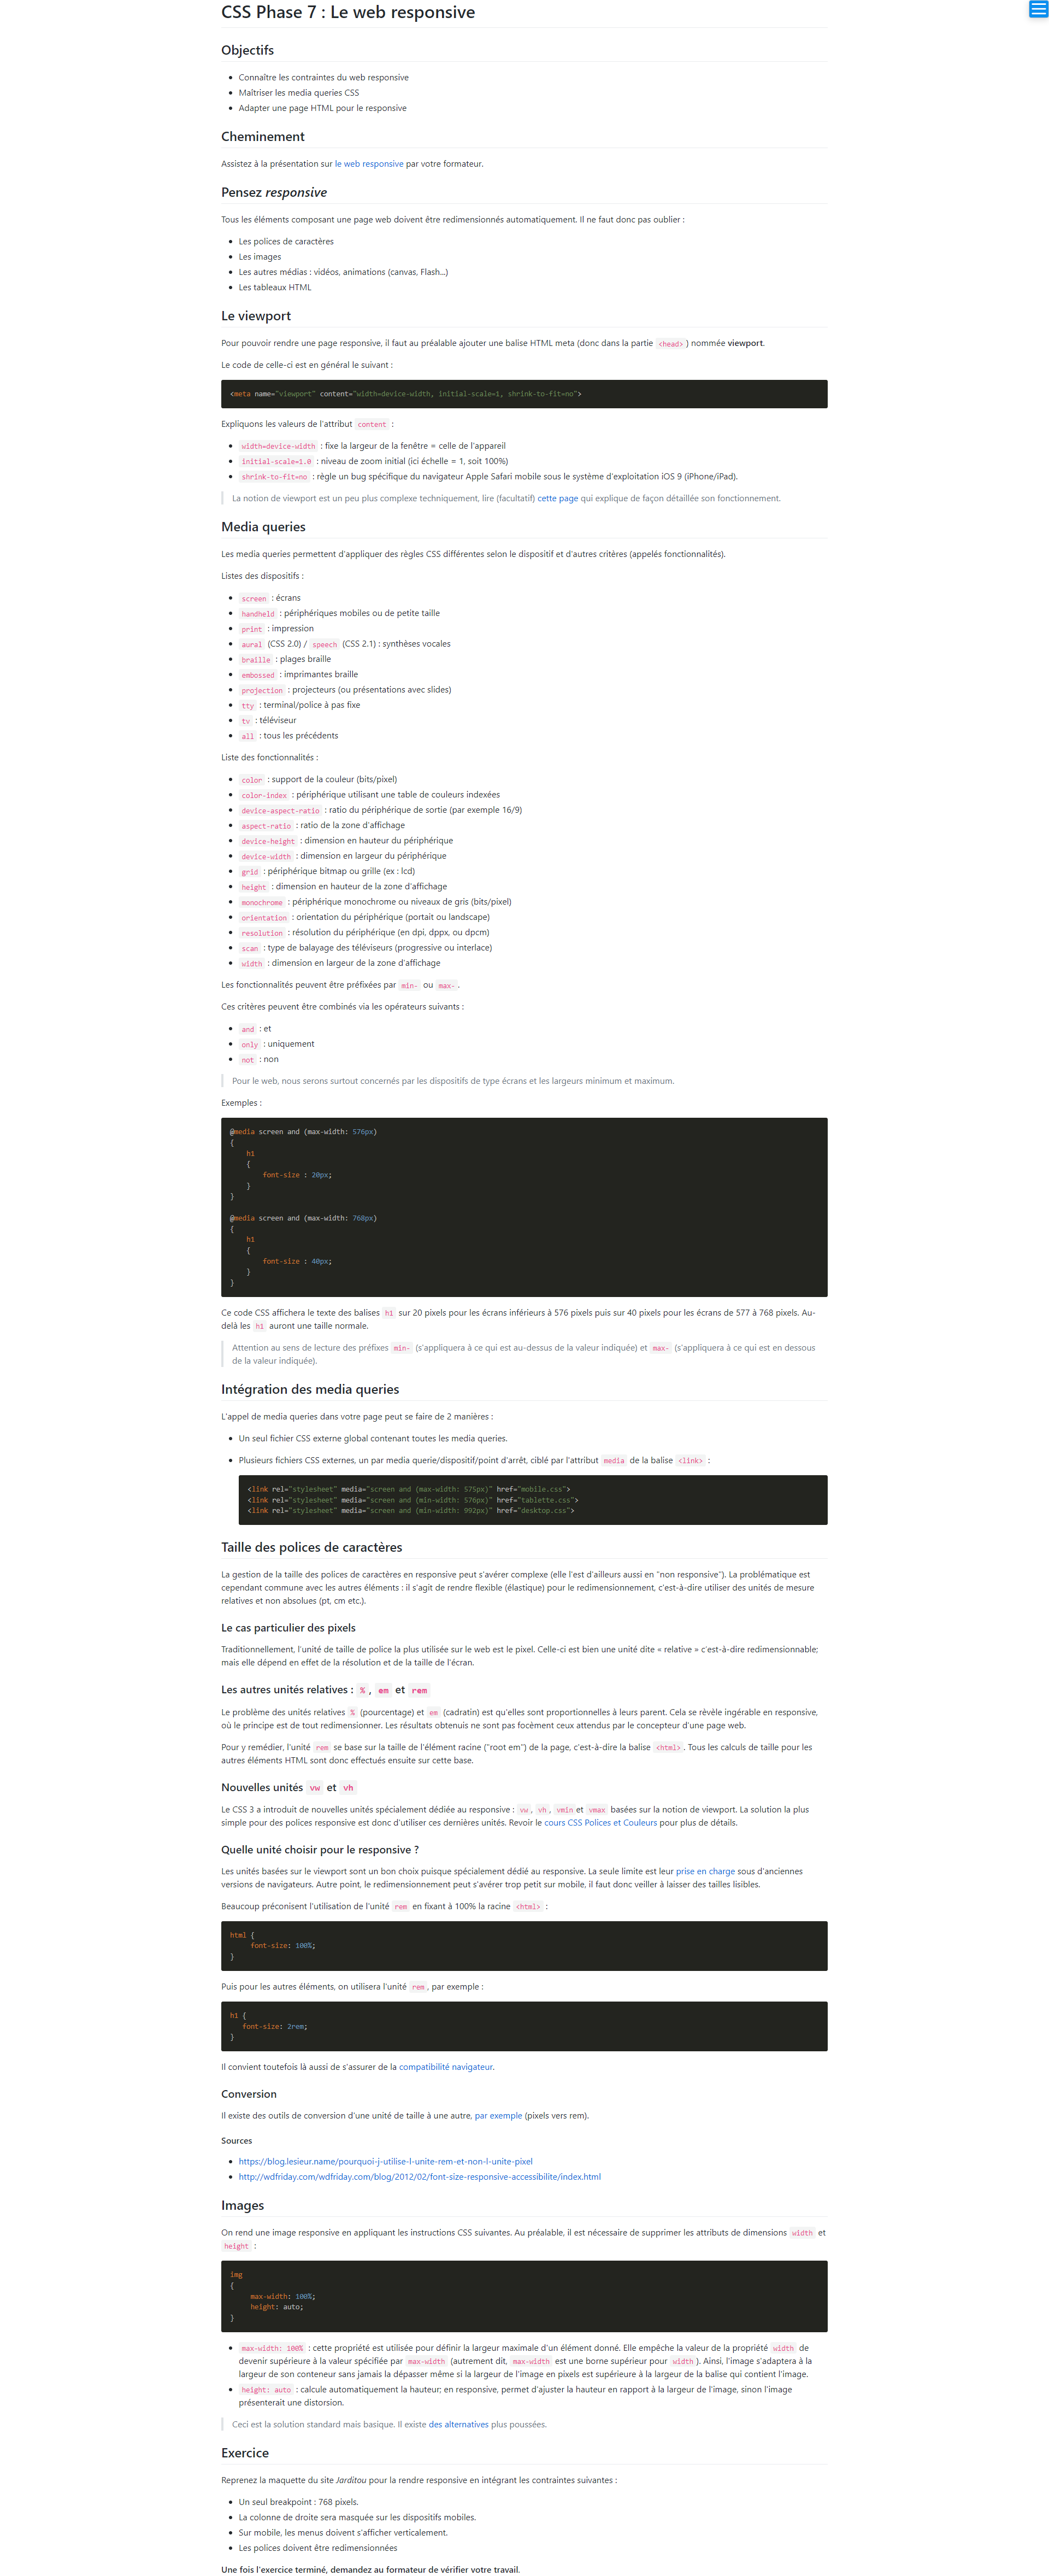 CSS Phase 7 : Le web responsive
Objectifs
Connaître les contraintes du web responsive
Maîtriser les media queries CSS
Adapter une page HTML pour le responsive
Cheminement
Assistez à la présentation sur le web responsive par votre formateur.
Pensez responsive
Tous les éléments composant une page web doivent être redimensionnés automatiquement. Il ne faut donc pas oublier :
Les polices de caractères
Les images
Les autres médias : vidéos, animations (canvas, Flash...)
Les tableaux HTML
Le viewport
Pour pouvoir rendre une page responsive, il faut au préalable ajouter une balise HTML meta (donc dans la partie <head> ) nommée viewport.
Le code de celle-ci est en général le suivant :
<meta name="viewport" content="width=device-width, initial-scale=1, shrink-to-fit=no">
Expliquons les valeurs de l'attribut content :
width=device-width : fixe la largeur de la fenêtre = celle de l'appareil
initial-scale=1.0 : niveau de zoom initial (ici échelle = 1, soit 100%)
shrink-to-fit=no : règle un bug spécifique du navigateur Apple Safari mobile sous le système d'exploitation iOS 9 (iPhone/iPad).
La notion de viewport est un peu plus complexe techniquement, lire (facultatif) cette page qui explique de façon détaillée son fonctionnement.
Media queries
Les media queries permettent d'appliquer des règles CSS différentes selon le dispositif et d'autres critères (appelés fonctionnalités).
Listes des dispositifs :
screen : écrans
handheld : périphériques mobiles ou de petite taille
print : impression
aural (CSS 2.0) / speech (CSS 2.1) : synthèses vocales
braille : plages braille
embossed : imprimantes braille
projection : projecteurs (ou présentations avec slides)
tty : terminal/police à pas fixe
tv : téléviseur
all : tous les précédents
Liste des fonctionnalités :
color : support de la couleur (bits/pixel)
color-index : périphérique utilisant une table de couleurs indexées
device-aspect-ratio : ratio du périphérique de sortie (par exemple 16/9)
aspect-ratio : ratio de la zone d'affichage
device-height : dimension en hauteur du périphérique
device-width : dimension en largeur du périphérique
grid : périphérique bitmap ou grille (ex : lcd)
height : dimension en hauteur de la zone d'affichage
monochrome : périphérique monochrome ou niveaux de gris (bits/pixel)
orientation : orientation du périphérique (portait ou landscape)
resolution : résolution du périphérique (en dpi, dppx, ou dpcm)
scan : type de balayage des téléviseurs (progressive ou interlace)
width : dimension en largeur de la zone d'affichage
Les fonctionnalités peuvent être préfixées par min- ou max- .
Ces critères peuvent être combinés via les opérateurs suivants :
and : et
only : uniquement
not : non
Pour le web, nous serons surtout concernés par les dispositifs de type écrans et les largeurs minimum et maximum.
Exemples :
@media screen and (max-width: 576px)
{
h1
{
font-size : 20px;
}
}
@media screen and (max-width: 768px)
{
h1
{
font-size : 40px;
}
}
Ce code CSS affichera le texte des balises h1 sur 20 pixels pour les écrans inférieurs à 576 pixels puis sur 40 pixels pour les écrans de 577 à 768 pixels. Au-
delà les h1 auront une taille normale.
Attention au sens de lecture des préfixes min- (s'appliquera à ce qui est au-dessus de la valeur indiquée) et max- (s'appliquera à ce qui est en dessous
de la valeur indiquée).
Intégration des media queries
L'appel de media queries dans votre page peut se faire de 2 manières :
Un seul fichier CSS externe global contenant toutes les media queries.
Plusieurs fichiers CSS externes, un par media querie/dispositif/point d'arrêt, ciblé par l'attribut media de la balise <link> :
<link rel="stylesheet" media="screen and (max-width: 575px)" href="mobile.css">
<link rel="stylesheet" media="screen and (min-width: 576px)" href="tablette.css">
<link rel="stylesheet" media="screen and (min-width: 992px)" href="desktop.css">
Taille des polices de caractères
La gestion de la taille des polices de caractères en responsive peut s'avérer complexe (elle l'est d'ailleurs aussi en "non responsive"). La problématique est
cependant commune avec les autres éléments : il s'agit de rendre flexible (élastique) pour le redimensionnement, c'est-à-dire utiliser des unités de mesure
relatives et non absolues (pt, cm etc.).
Le cas particulier des pixels
Traditionnellement, l'unité de taille de police la plus utilisée sur le web est le pixel. Celle-ci est bien une unité dite « relative » c'est-à-dire redimensionnable;
mais elle dépend en effet de la résolution et de la taille de l'écran.
Les autres unités relatives : % , em et rem
Le problème des unités relatives % (pourcentage) et em (cadratin) est qu'elles sont proportionnelles à leurs parent. Cela se révèle ingérable en responsive,
où le principe est de tout redimensionner. Les résultats obtenuis ne sont pas focément ceux attendus par le concepteur d'une page web.
Pour y remédier, l'unité rem se base sur la taille de l'élément racine ("root em") de la page, c'est-à-dire la balise <html> . Tous les calculs de taille pour les
autres éléments HTML sont donc effectués ensuite sur cette base.
Nouvelles unités vw et vh
Le CSS 3 a introduit de nouvelles unités spécialement dédiée au responsive : vw , vh , vmin et vmax basées sur la notion de viewport. La solution la plus
simple pour des polices responsive est donc d'utiliser ces dernières unités. Revoir le cours CSS Polices et Couleurs pour plus de détails.
Quelle unité choisir pour le responsive ?
Les unités basées sur le viewport sont un bon choix puisque spécialement dédié au responsive. La seule limite est leur prise en charge sous d'anciennes
versions de navigateurs. Autre point, le redimensionnement peut s'avérer trop petit sur mobile, il faut donc veiller à laisser des tailles lisibles.
Beaucoup préconisent l'utilisation de l'unité rem en fixant à 100% la racine <html> :
html {
font-size: 100%;
}
Puis pour les autres éléments, on utilisera l'unité rem , par exemple :
h1 {
font-size: 2rem;
}
Il convient toutefois là aussi de s'assurer de la compatibilité navigateur.
Conversion
Il existe des outils de conversion d'une unité de taille à une autre, par exemple (pixels vers rem).
Sources
https://blog.lesieur.name/pourquoi-j-utilise-l-unite-rem-et-non-l-unite-pixel
http://wdfriday.com/wdfriday.com/blog/2012/02/font-size-responsive-accessibilite/index.html
Images
On rend une image responsive en appliquant les instructions CSS suivantes. Au préalable, il est nécessaire de supprimer les attributs de dimensions width et
height :
img
{
max-width: 100%;
height: auto;
}
max-width: 100% : cette propriété est utilisée pour définir la largeur maximale d'un élément donné. Elle empêche la valeur de la propriété width de
devenir supérieure à la valeur spécifiée par max-width (autrement dit, max-width est une borne supérieur pour width ). Ainsi, l'image s'adaptera à la
largeur de son conteneur sans jamais la dépasser même si la largeur de l'image en pixels est supérieure à la largeur de la balise qui contient l'image.
height: auto : calcule automatiquement la hauteur; en responsive, permet d'ajuster la hauteur en rapport à la largeur de l'image, sinon l'image
présenterait une distorsion.
Ceci est la solution standard mais basique. Il existe des alternatives plus poussées.
Exercice
Reprenez la maquette du site Jarditou pour la rendre responsive en intégrant les contraintes suivantes :
Un seul breakpoint : 768 pixels.
La colonne de droite sera masquée sur les dispositifs mobiles.
Sur mobile, les menus doivent s'afficher verticalement.
Les polices doivent être redimensionnées
Une fois l'exercice terminé, demandez au formateur de vérifier votre travail.